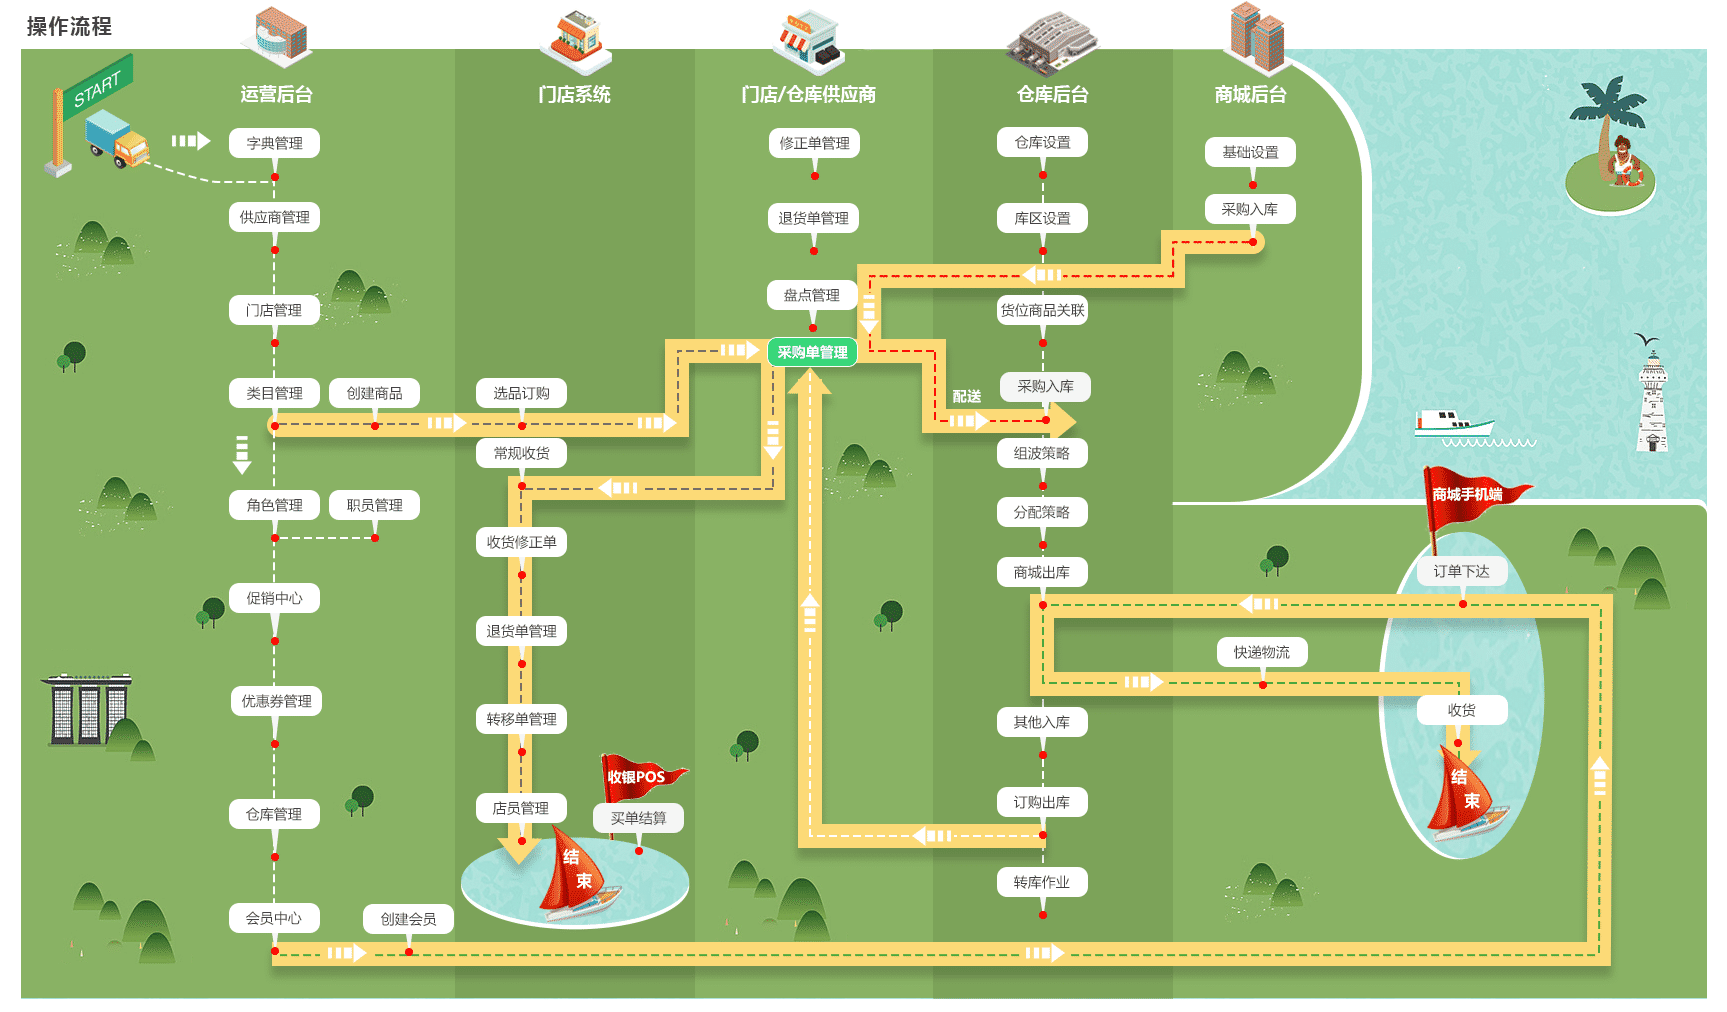 操作流程
START
运营后台
字典管理
供应商管理
门店管理
类目管理
创建商品
角色管理
职员管理
促销中心
优惠券管理
仓库管理
会员中心
创建会员
门店系统
选品订购
常规收货
收货修正单
退货单管理
转移单管理
店员管理
收银POS
买单结算
结
束
门店/仓库供应商
修正单管理
退货单管理
盘点管理
采购单管理
仓库后台
仓库设置
库区设置
货位商品关联
采购入库
配送
组波策略
分配策略
商城出库
其他入库
订购出库
转库作业
商城后台
基础设置
采购入库
商城手机端
订单下达
快递物流
收货
结
束